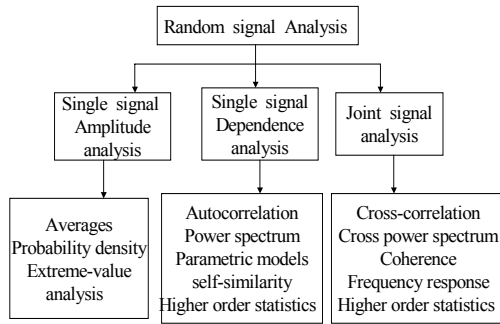 Random signal Analysis
Single signal
Amplitude
analysis
Single signal
Dependence
analysis
Joint signal
analysis
Averages
Probability density
Extreme-value
analysis
Autocorrelation
Power spectrum
Parametric models
self-similarity
Higher order statistics
Cross-correlation
Cross power spectrum
Coherence
Frequency response
Higher order statistics